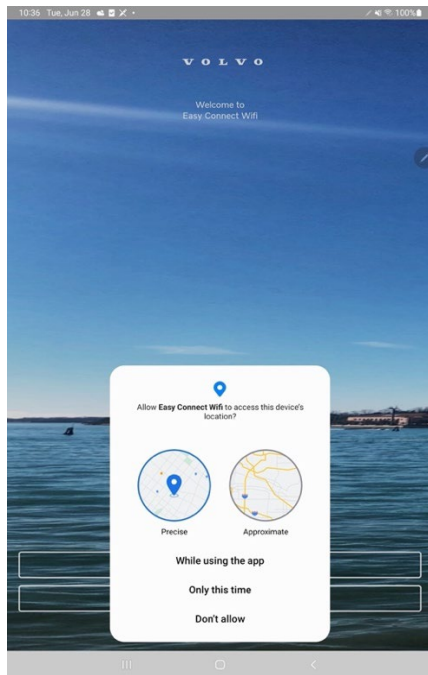 10:36 Tue, Jun 28
100%
VOLVO
Welcome to
Easy Connect Wifi
Allow Easy Connect Wifi to access this device's
location?
Precise
Approximate
While using the app
Only this time
Don't allow